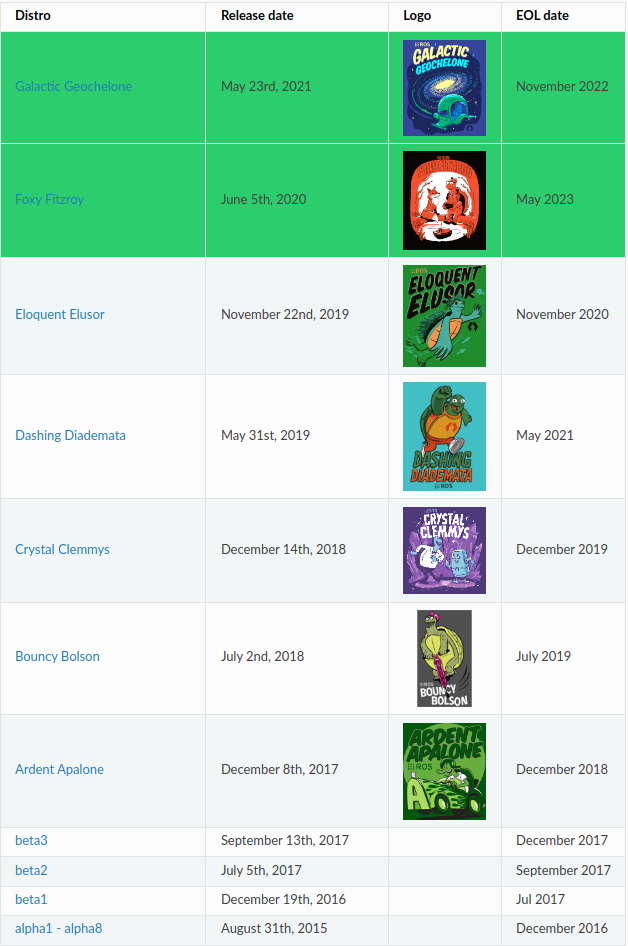 Distro Release date Logo EOL date
ROS
GALACTIC
GEOCHELONE
Galactic Geochelone May 23rd, 2021 November 2022
Foxy Fitzroy June 5th, 2020 May 2023
ROS
ELOQUENT
ELUSOR
Eloquent Elusor November 22nd, 2019 November 2020
Dashing Diademata May 31st, 2019 May 2021
DASHING
DIADEMATA
ROS
CRYSTAL
CLEMMYS
Crystal Clemmys December 14th, 2018 December 2019
Bouncy Bolson July 2nd, 2018 July 2019
ROS
BOUNCY
BOLSON
ARDENT
APALONE
ROS
Ardent Apalone December 8th, 2017 December 2018
A
beta3 September 13th, 2017 December 2017
beta2 July 5th, 2017 September 2017
beta1 December 19th, 2016 Jul 2017
alpha1 - alpha8 August 31th, 2015 December 2016